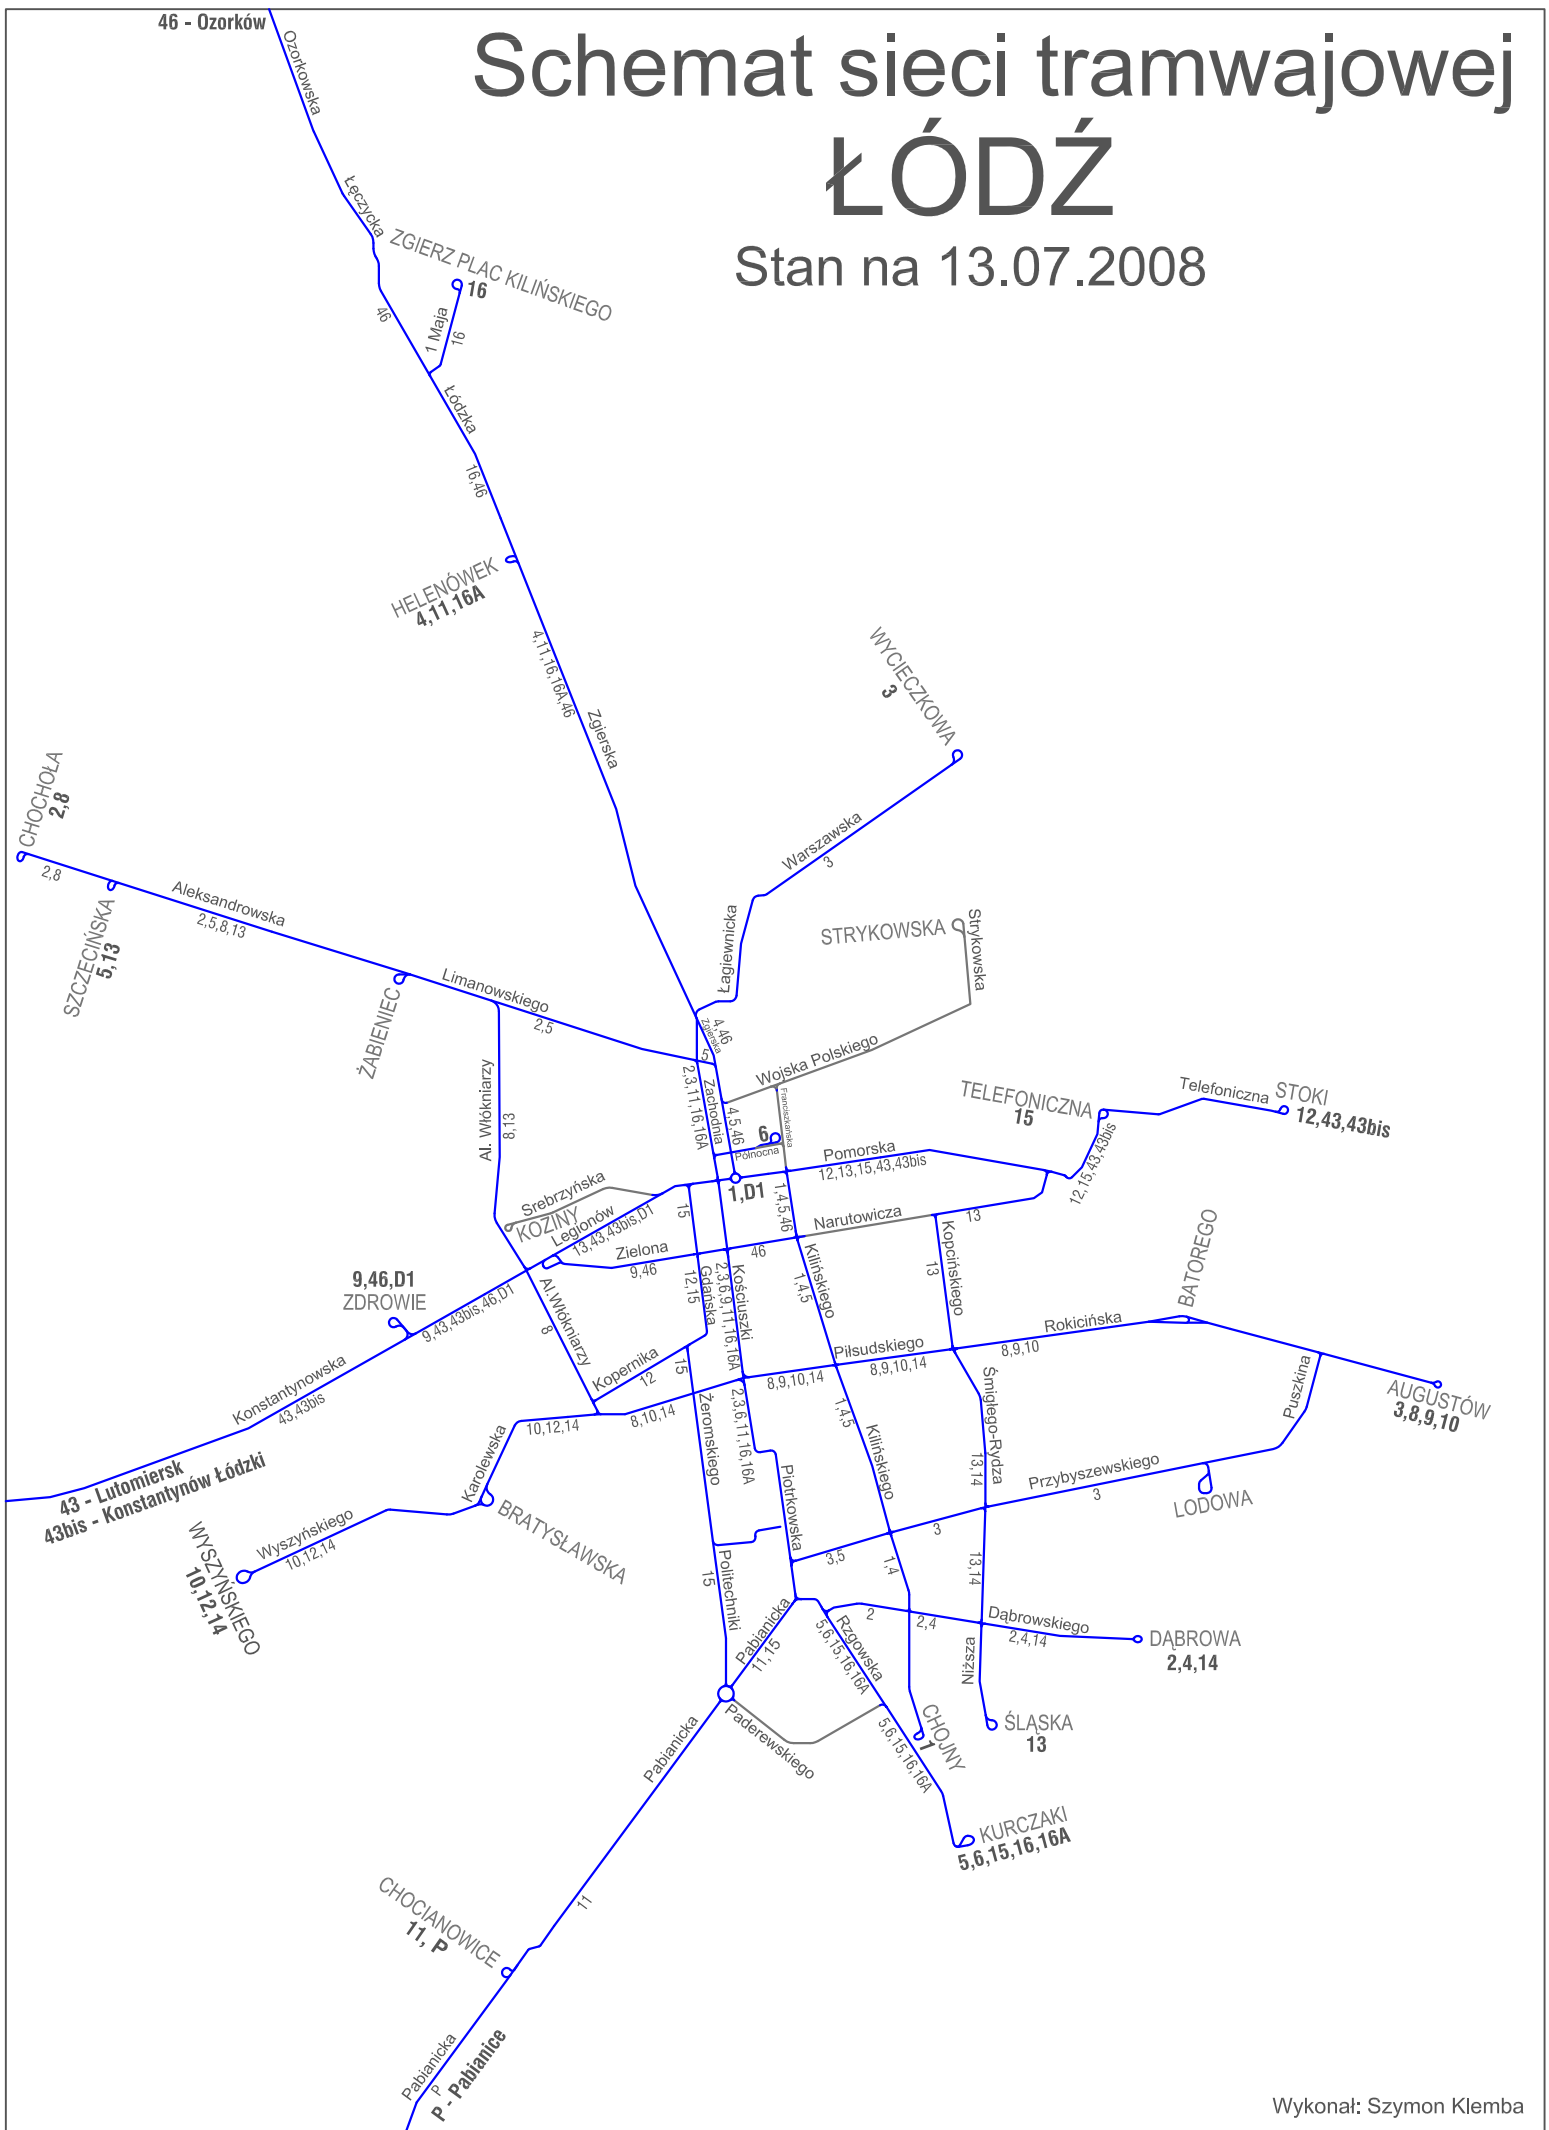 46 - Ozorków
Schemat sieci tramwajowej
ŁÓDŹ
Stan na 13.07.2008
Ozorkowska
Łęczycka
ZGIERZ PLAC KILIŃSKIEGO
16
46
1 Maja
16
Łódzka
16,46
HELENÓWEK
4,11,16A
4,11,16,16A,46
Zgierska
WYCIECZKOWA
3
Warszawska
3
CHOCHOŁA
2,8
2,8
Aleksandrowska
2,5,8,13
SZCZECIŃSKA
5,13
Łagiewnicka
STRYKOWSKA
Strykowska
Limanowskiego
2,5
ŻABIENIEC
Zgierska
4,46
5
Wojska Polskiego
Al. Włókniarzy
8,13
2,3,11,16,16A
Zachodnia
4,5,46
6
Północna
Franciszkańska
TELEFONICZNA
15
Telefoniczna
STOKI
12,43,43bis
Pomorska
12,13,15,43,43bis
12,15,43,43bis
Srebrzyńska
KOZINY
Legionów
13,43,43bis,D1
15
1,D1
1,4,5,46
Narutowicza
13
Zielona
9,46
46
9,46,D1
ZDROWIE
9,43,43bis,46,D1
Al.Włókniarzy
8
12,15
Gdańska
Kościuszki
2,3,6,9,11,16,16A
Kilińskiego
1,4,5
Kopcińskiego
13
BATOREGO
Rokicińska
8,9,10
Piłsudskiego
8,9,10,14
8,9,10,14
Konstantynowska
43,43bis
Kopernika
12
15
Puszkina
AUGUSTÓW
3,8,9,10
Śmigłego-Rydza
13,14
10,12,14
8,10,14
Żeromskiego
2,3,6,11,16,16A
1,4,5
Kilińskiego
Karolewska
43 - Lutomiersk
43bis - Konstantynów Łódzki
BRATYSŁAWSKA
Piotrkowska
Przybyszewskiego
3
LODOWA
WYSZYŃSKIEGO
10,12,14
Wyszyńskiego
10,12,14
3,5
3
1,4
13,14
15
Politechniki
Pabianicka
11,15
Rzgowska
5,6,15,16,16A
2
2,4
Dąbrowskiego
2,4,14
DĄBROWA
2,4,14
Niższa
ŚLĄSKA
13
Pabianicka
Paderewskiego
5,6,15,16,16A
CHOJNY
1
KURCZAKI
5,6,15,16,16A
11
CHOCIANOWICE
11, P
Pabianicka
P
P - Pabianice
Wykonał: Szymon Klemba